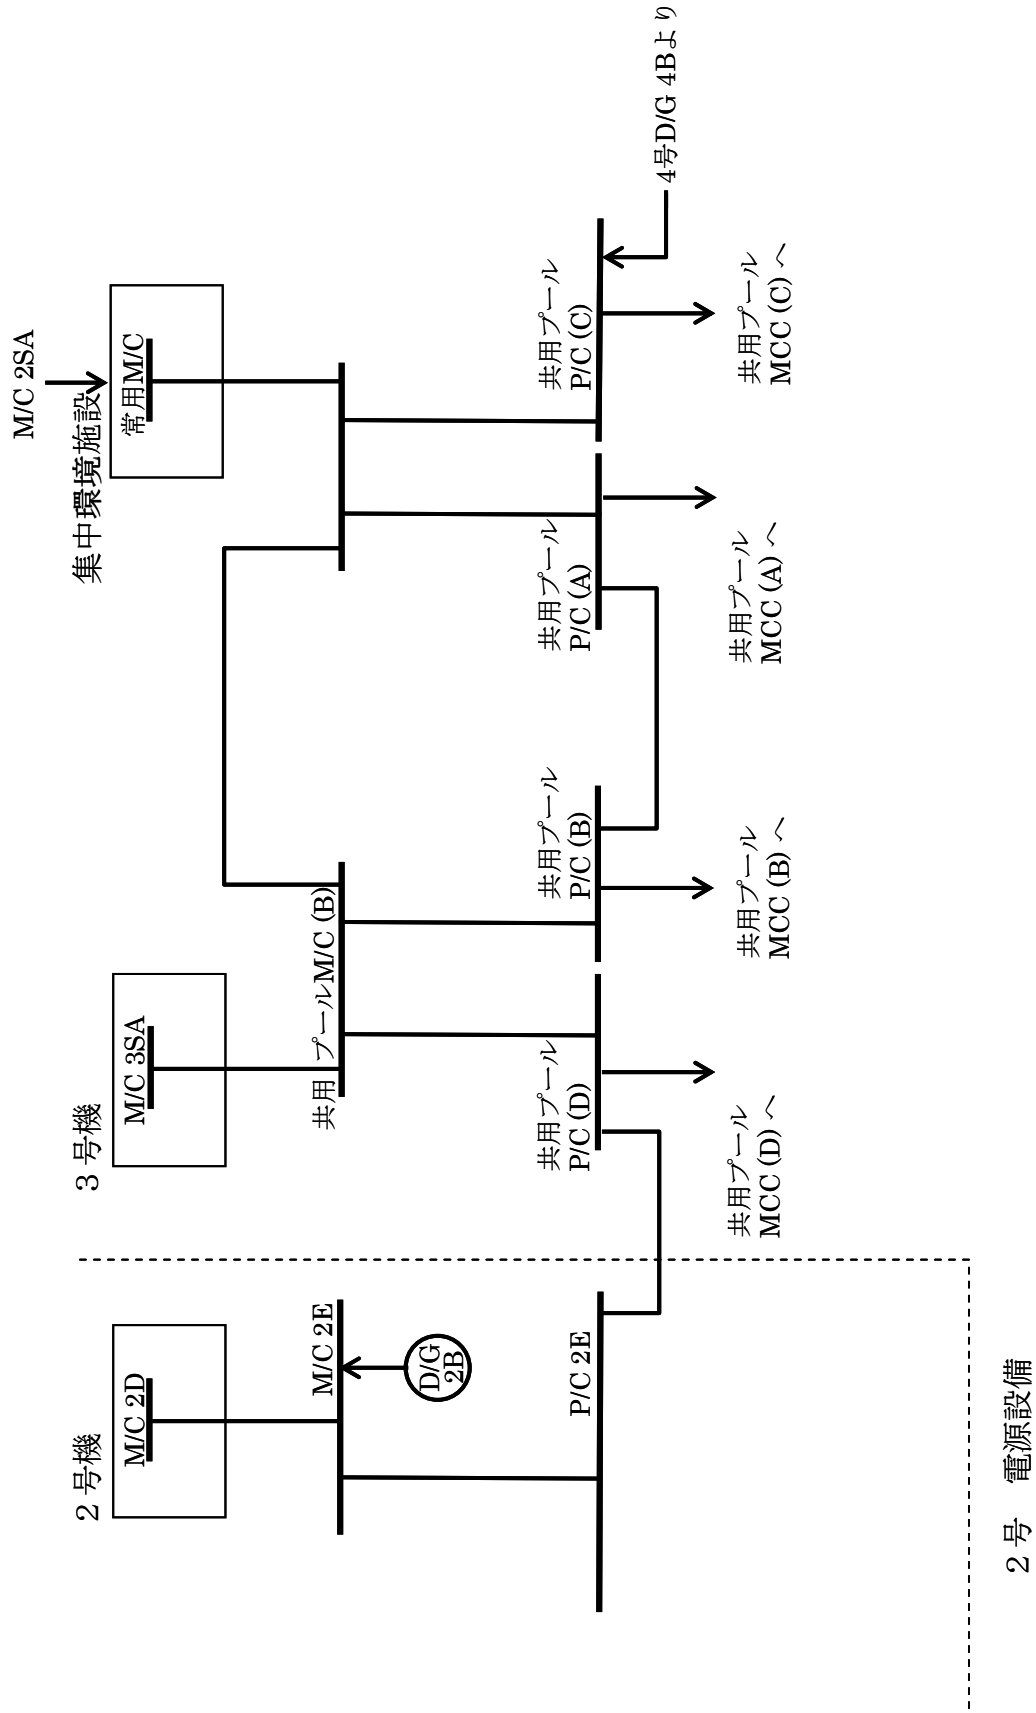 2号機
M/C 2D
M/C 2E
D/G
2B
P/C 2E
2号 電源設備
3号機
M/C 3SA
共用 プールM/C (B)
共用プール
P/C (D)
共用プール
MCC (D) へ
共用プール
P/C (B)
共用プール
MCC (B) へ
M/C 2SA
集中環境施設
常用M/C
共用プール
P/C (A)
共用プール
MCC (A) へ
共用プール
P/C (C)
共用プール
MCC (C) へ
4号D/G 4Bより